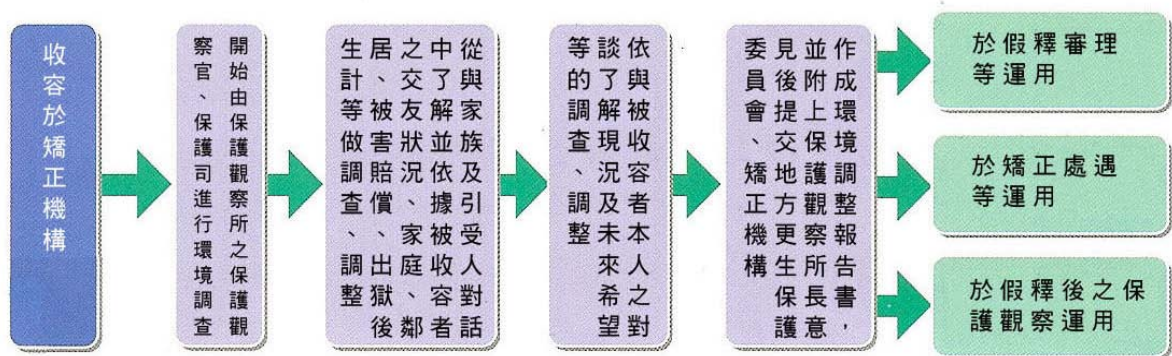 收容於矯正機構
開始由保護觀察所之保護觀
察官、保護司進行環境調查
從與家族及引受人對話
中了解並依據被收容者
之交友狀況、家庭、鄰
居、被害賠償、出獄後
生計等做調查、調整
依與被收容者本人之對
談了解現況及未來希望
等的調查、調整
作成環境調整報告書，
並附上保護觀察所長意
見後提交地方更生保護
委員會、矯正機構
於假釋審理
等運用
於矯正處遇
等運用
於假釋後之保
護觀察運用